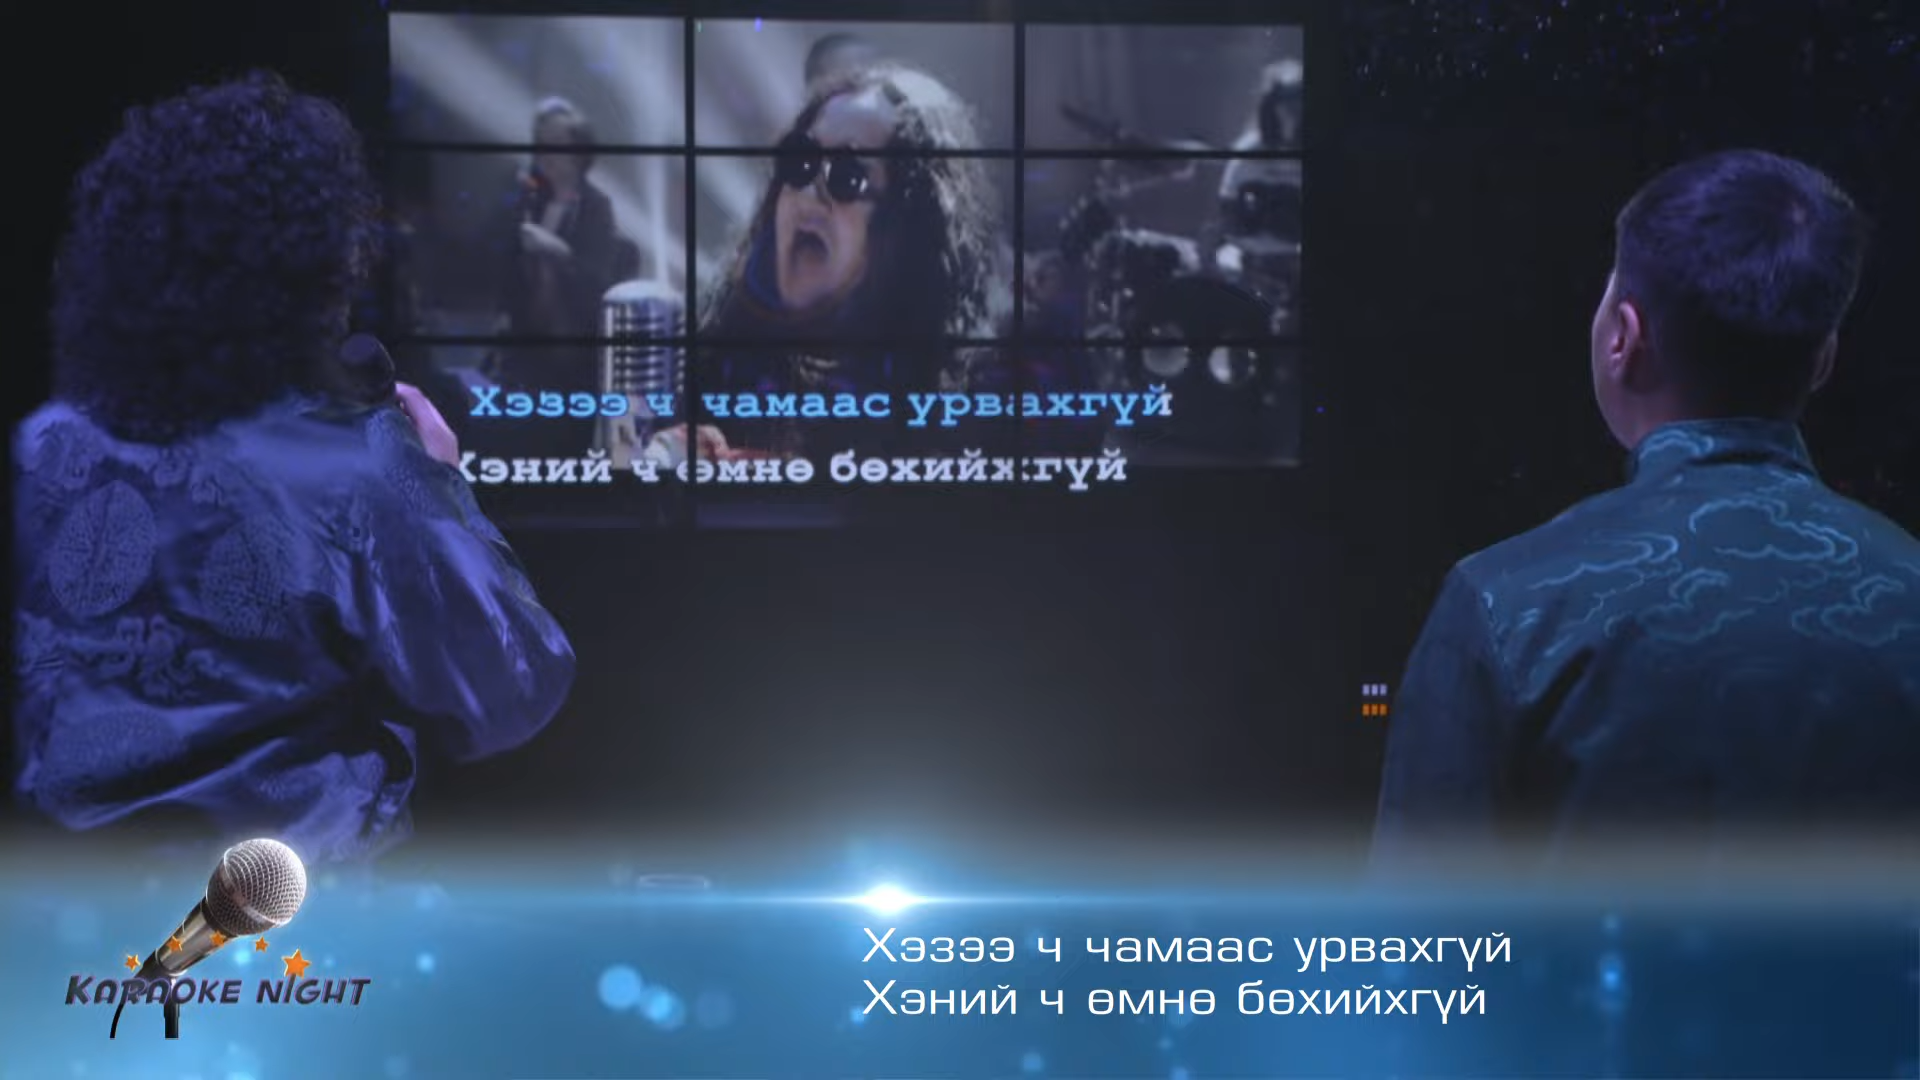 Хэзээ ч чамаас урвахгүй
Хэний ч өмнө бөхийхгүй
KARAOKE NIGHT
Хэзээ ч чамаас урвахгүй
Хэний ч өмнө бөхийхгүй